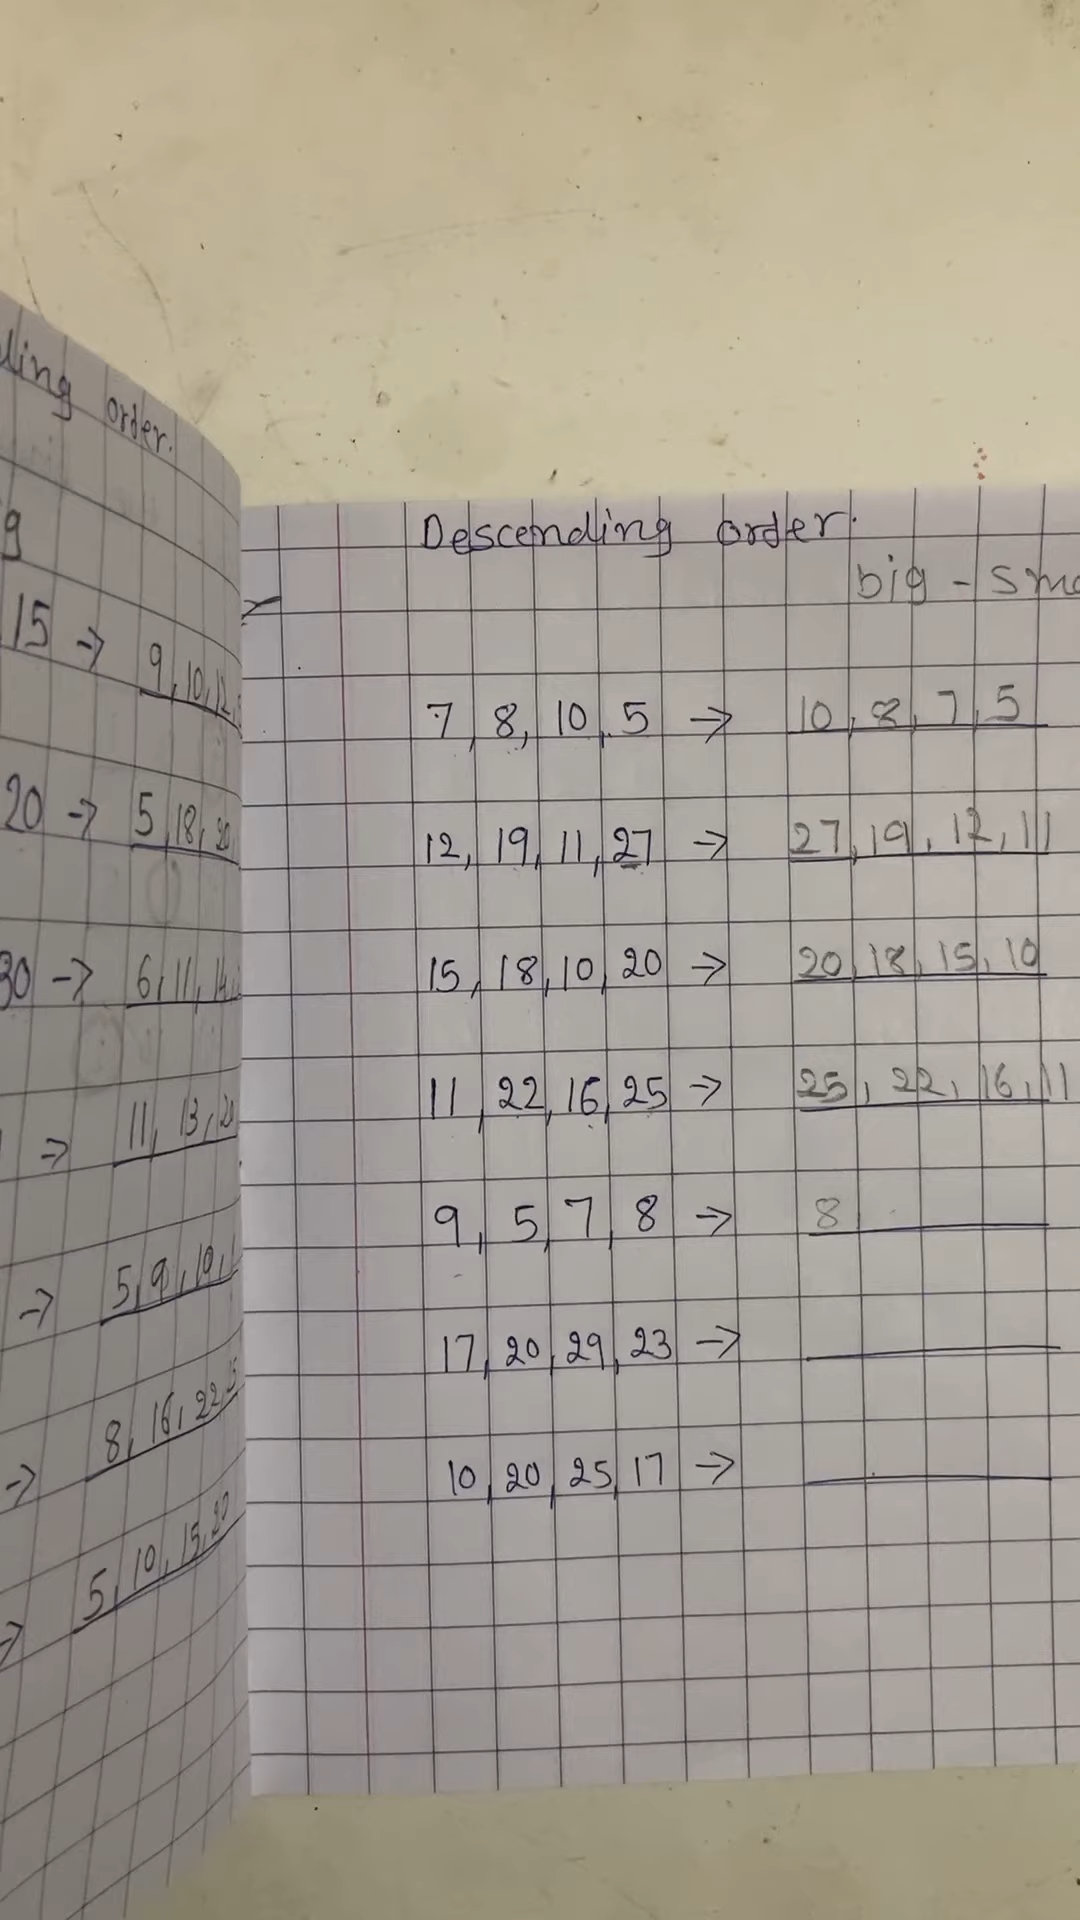 order.
15 → 9, 10, 12
20 → 5, 18, 20
30 → 6, 11, 14
→ 11, 13, 20
→ 5, 9, 10,
→ 8, 16, 22,
→ 5, 10, 15, 20
Descending order.
big -
7, 8, 10, 5 → 10, 8, 7, 5
12, 19, 11, 27 → 27, 19, 12, 11
15, 18, 10, 20 → 20, 18, 15, 10
11, 22, 16, 25 → 25, 22, 16, 11
9, 5, 7, 8 → 8
17, 20, 29, 23 →
10, 20, 25, 17 →